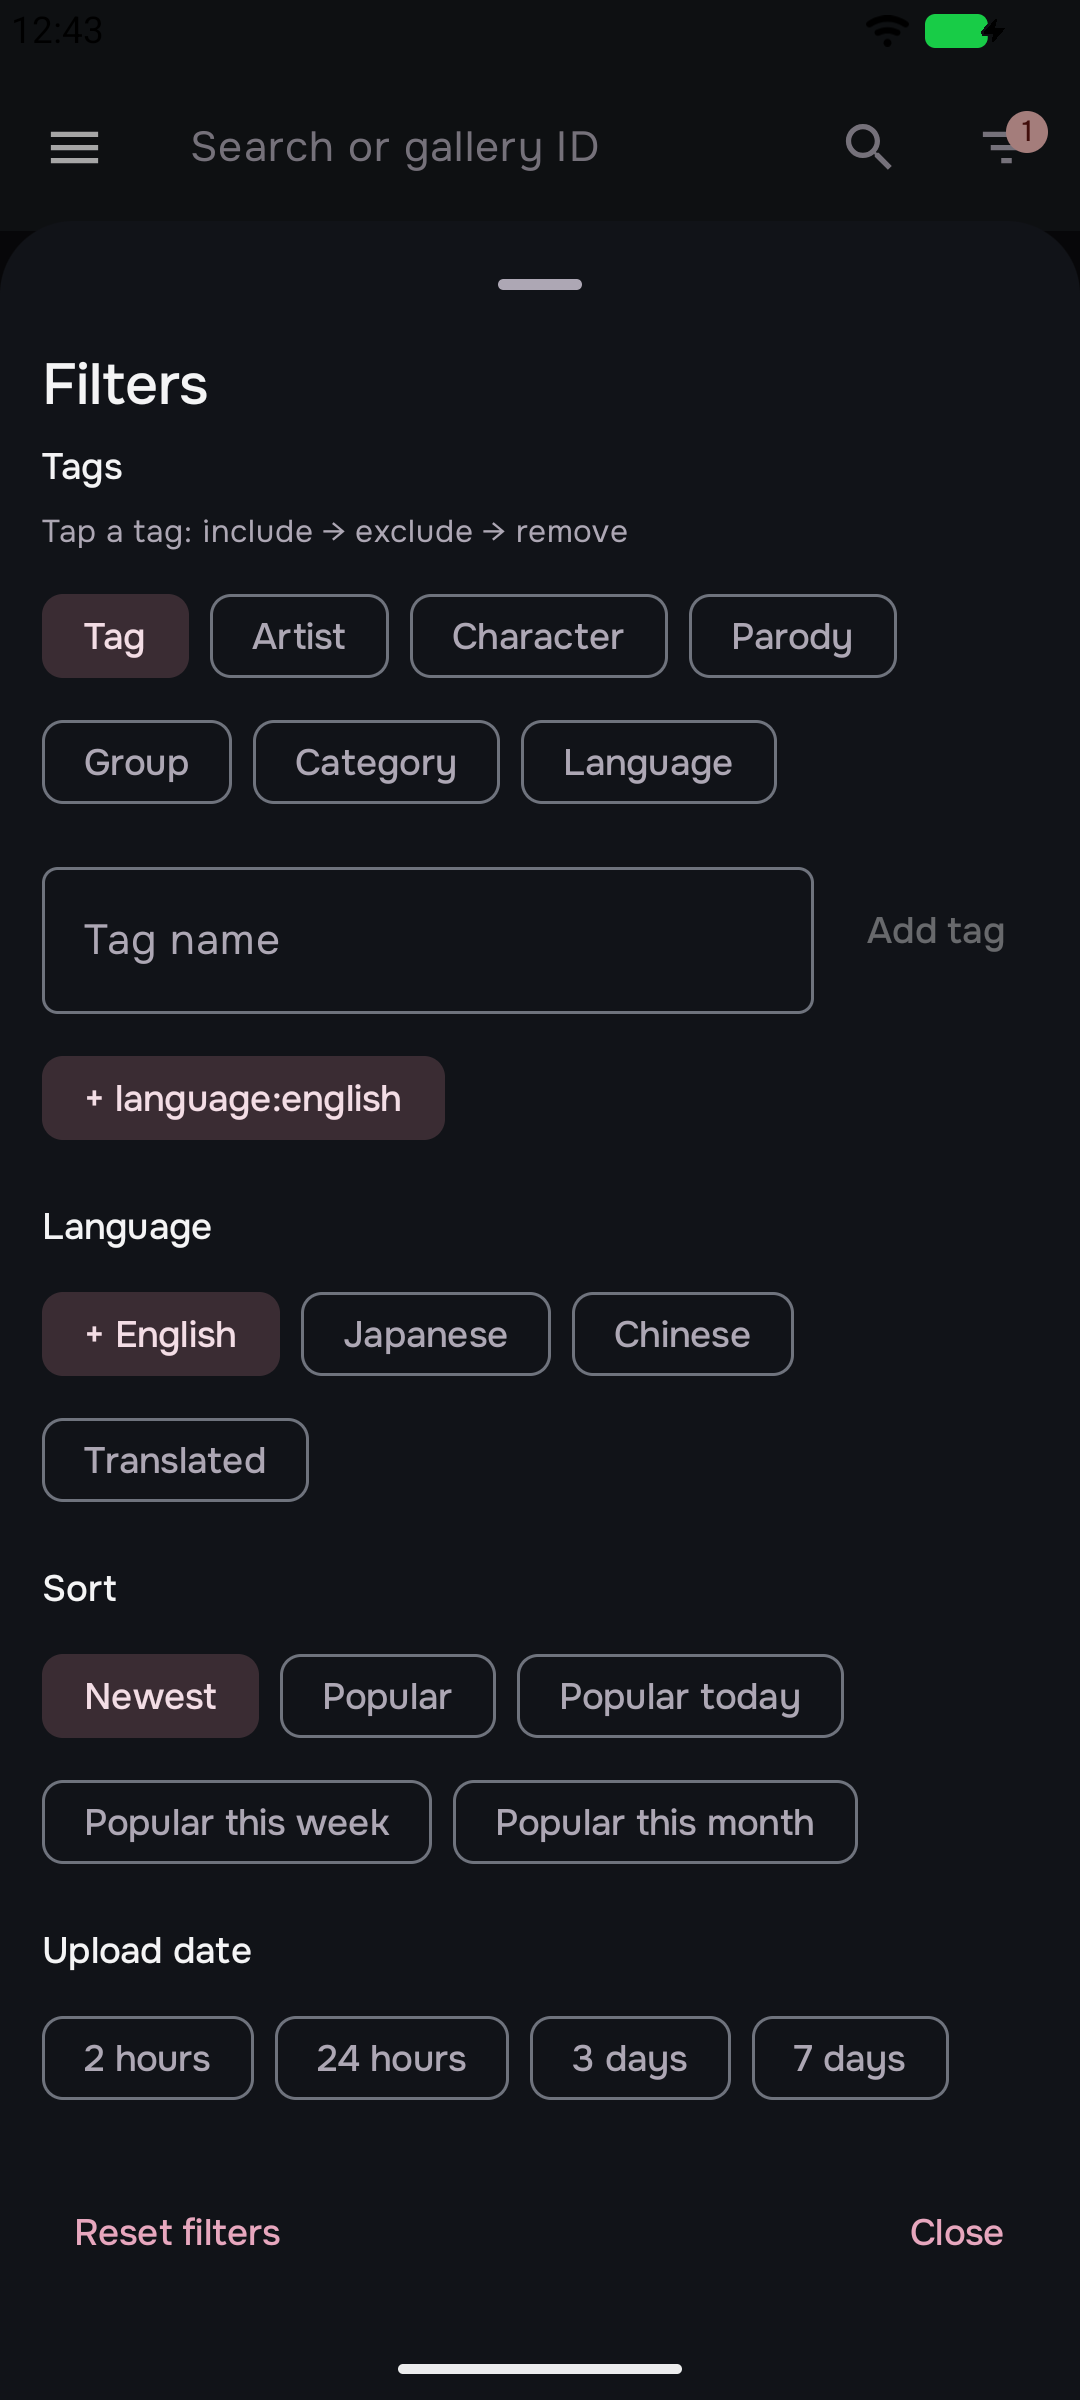 12:43
Search or gallery ID
1
Filters
Tags
Tap a tag: include → exclude → remove
Tag Artist Character Parody
Group Category Language
Tag name Add tag
+ language:english
Language
+ English Japanese Chinese
Translated
Sort
Newest Popular Popular today
Popular this week Popular this month
Upload date
2 hours 24 hours 3 days 7 days
Reset filters Close